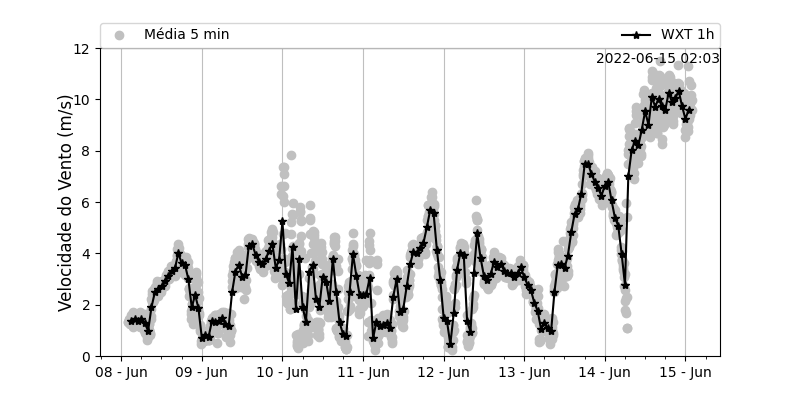 Média 5 min
WXT 1h
2022-06-15 02:03
Velocidade do Vento (m/s)
12
10
8
6
4
2
0
08 - Jun 09 - Jun 10 - Jun 11 - Jun 12 - Jun 13 - Jun 14 - Jun 15 - Jun